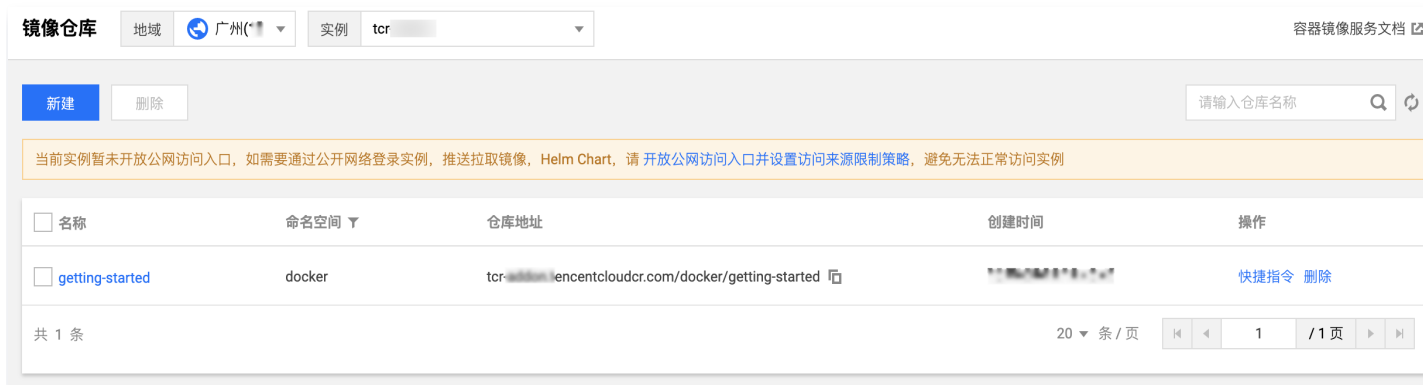 镜像仓库 地域 广州( 实例 tcr 容器镜像服务文档
新建 删除 请输入仓库名称
当前实例暂未开放公网访问入口，如需要通过公开网络登录实例，推送拉取镜像，Helm Chart，请 开放公网访问入口并设置访问来源限制策略，避免无法正常访问实例
名称 命名空间 仓库地址 创建时间 操作
getting-started docker tcr- encentcloudcr.com/docker/getting-started 快捷指令 删除
共 1 条 20 条 / 页 1 / 1 页